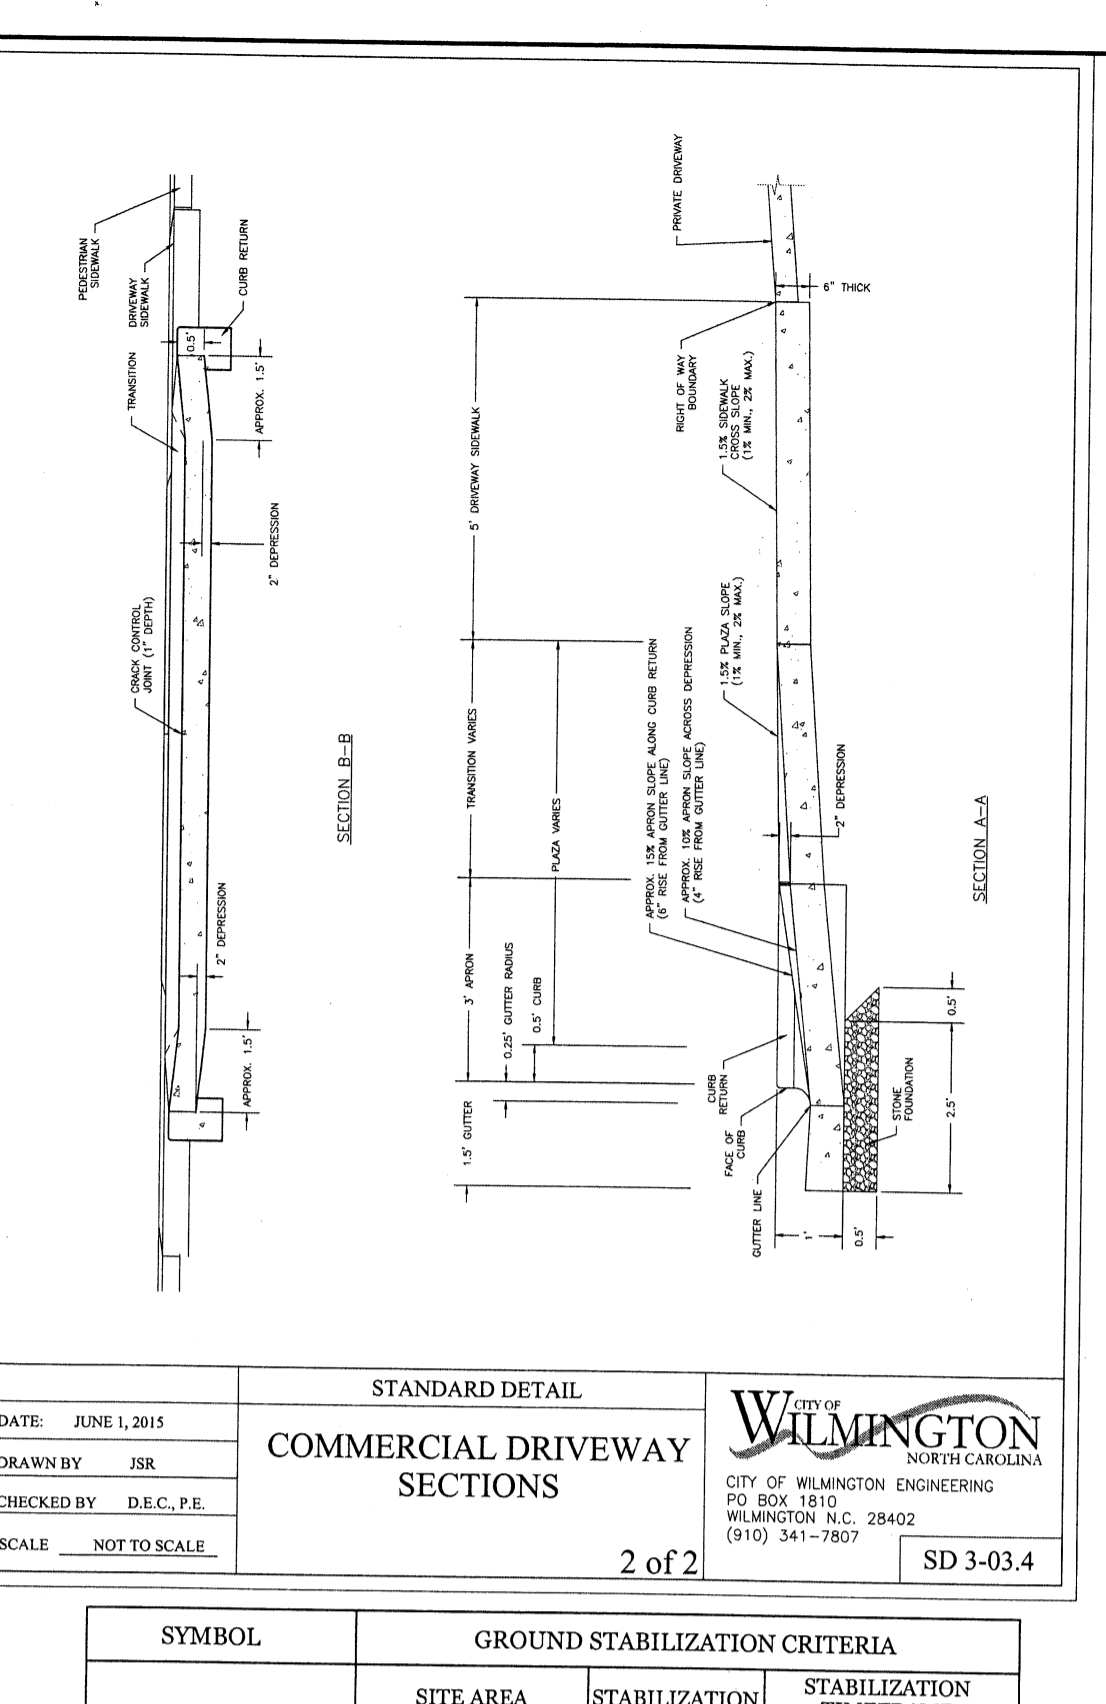 PEDESTRIAN
SIDEWALK
DRIVEWAY
SIDEWALK
CURB RETURN
TRANSITION
0.5'
APPROX. 1.5'
2" DEPRESSION
CRACK CONTROL
JOINT (1" DEPTH)
2" DEPRESSION
APPROX. 1.5'
SECTION B-B
PRIVATE DRIVEWAY
6" THICK
RIGHT OF WAY
BOUNDARY
1.5% SIDEWALK
CROSS SLOPE
(1% MIN., 2% MAX.)
5' DRIVEWAY SIDEWALK
1.5% PLAZA SLOPE
(1% MIN., 2% MAX.)
TRANSITION VARIES
PLAZA VARIES
APPROX. 15% APRON SLOPE ALONG CURB RETURN
(6" RISE FROM GUTTER LINE)
APPROX. 10% APRON SLOPE ACROSS DEPRESSION
(4" RISE FROM GUTTER LINE)
2" DEPRESSION
3' APRON
0.25' GUTTER RADIUS
0.5' CURB
1.5' GUTTER
CURB
RETURN
FACE OF
CURB
GUTTER LINE
STONE
FOUNDATION
0.5'
2.5'
1'
0.5'
SECTION A-A
STANDARD DETAIL
DATE: JUNE 1, 2015
DRAWN BY JSR
CHECKED BY D.E.C., P.E.
SCALE NOT TO SCALE
COMMERCIAL DRIVEWAY
SECTIONS
2 of 2
CITY OF
WILMINGTON
NORTH CAROLINA
CITY OF WILMINGTON ENGINEERING
PO BOX 1810
WILMINGTON N.C. 28402
(910) 341-7807
SD 3-03.4
SYMBOL
GROUND STABILIZATION CRITERIA
SITE AREA
STABILIZATION
STABILIZATION